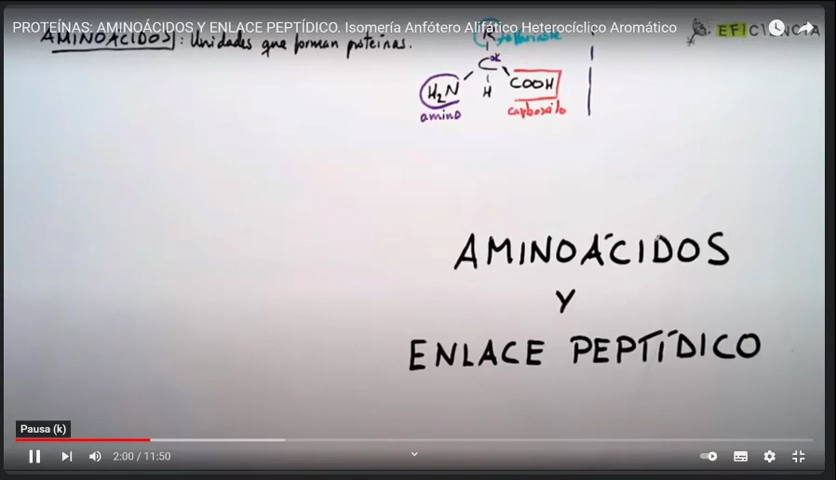 PROTEÍNAS: AMINOÁCIDOS Y ENLACE PEPTÍDICO. Isomería Anfótero Alifático Heterocíclico Aromático
EFICIENCIA
AMINOÁCIDOS: Unidades que forman proteínas.
R
C*
H2N
H
COOH
amino
carboxilo
AMINOÁCIDOS
Y
ENLACE PEPTÍDICO
Pausa (k)
2:00 / 11:50